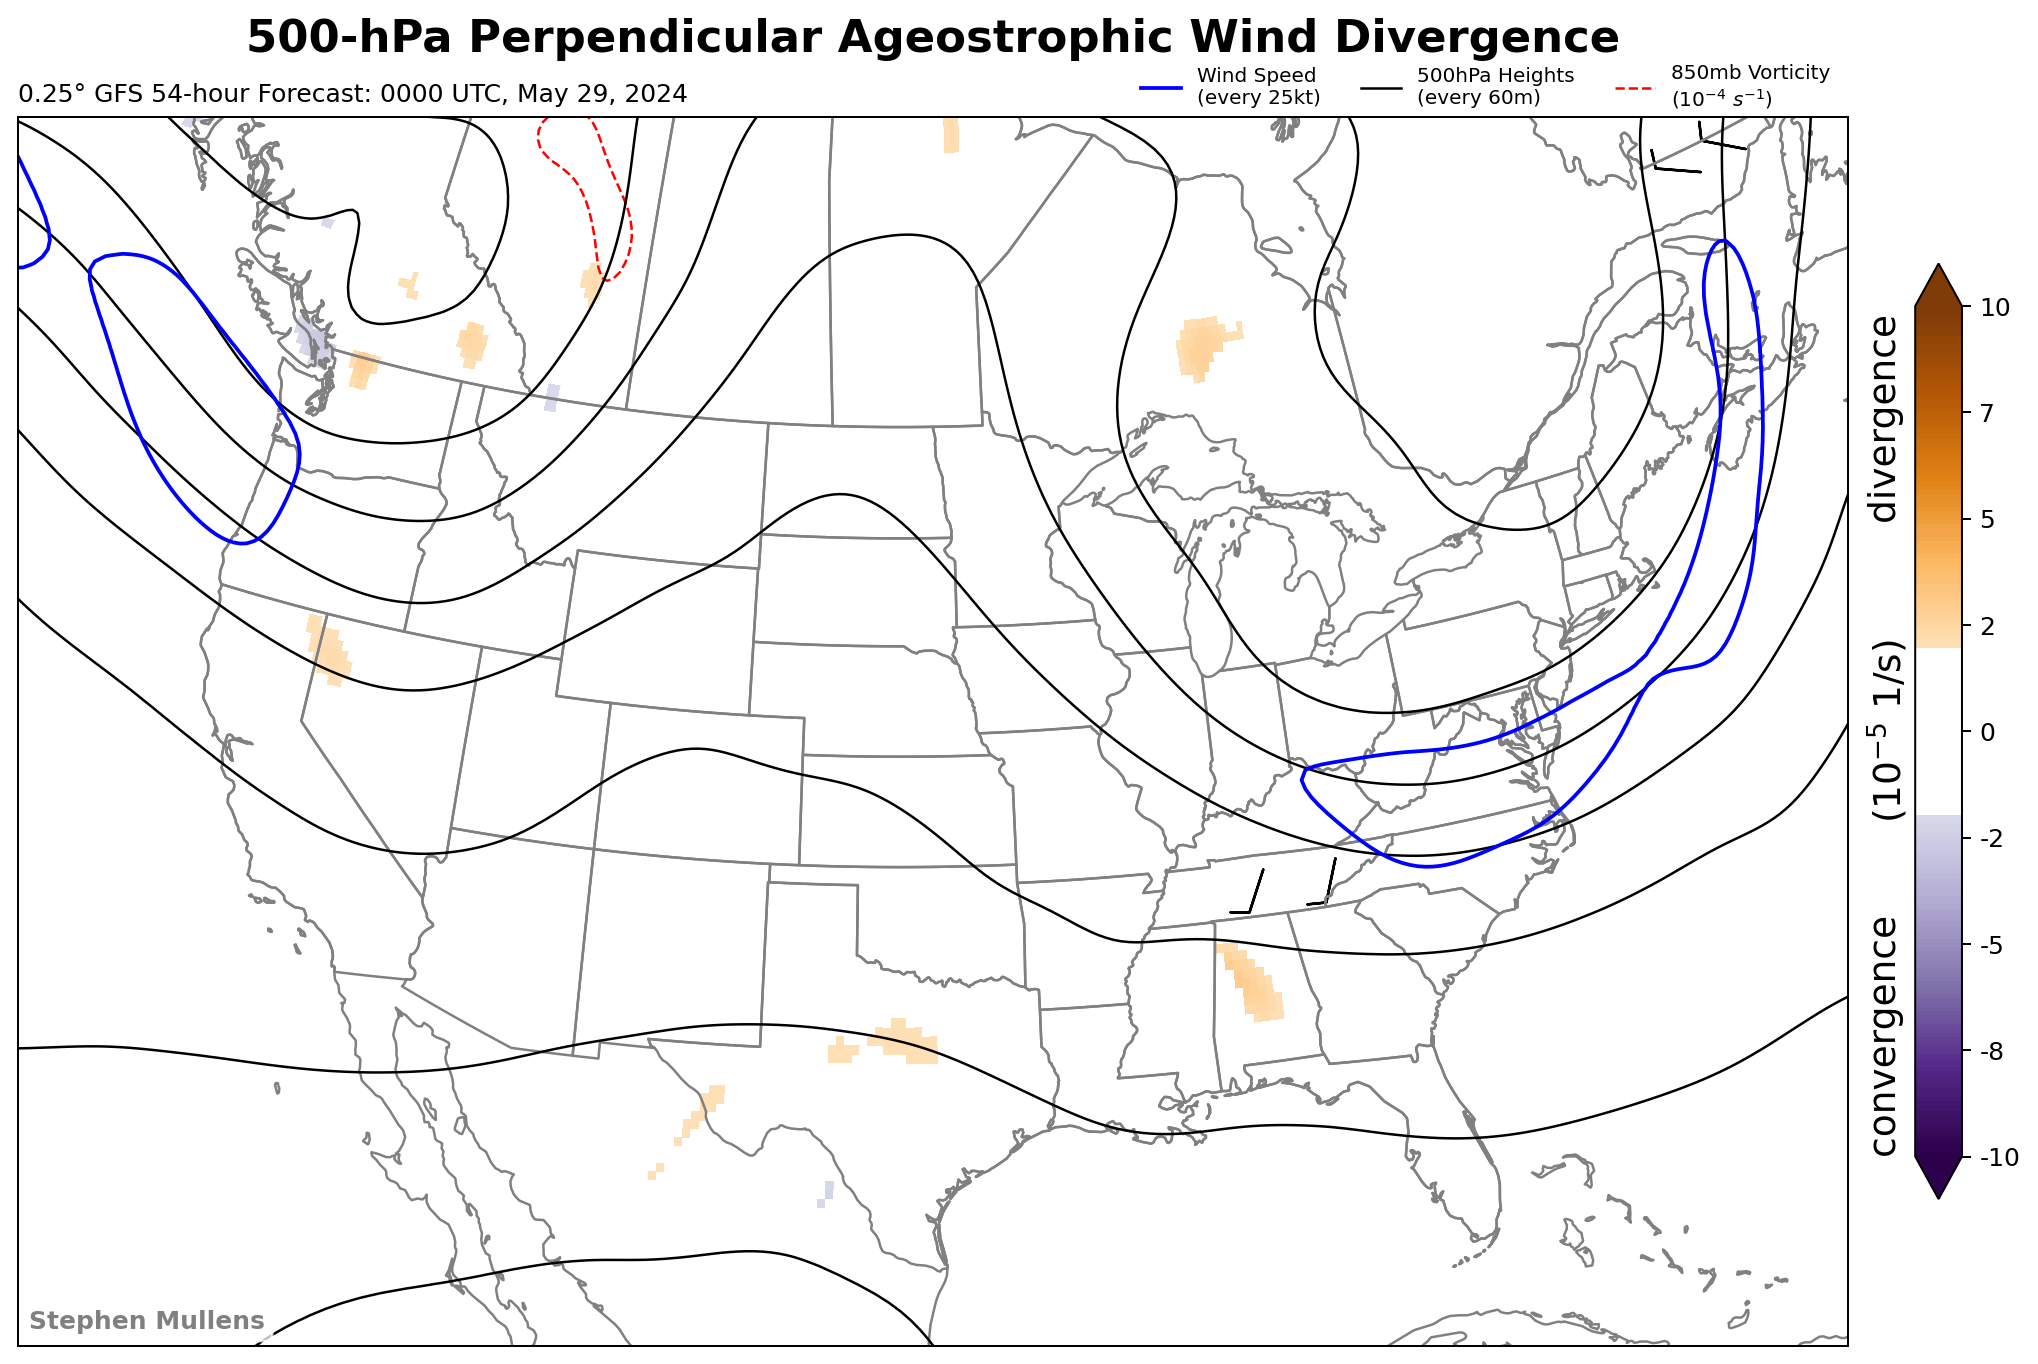 500-hPa Perpendicular Ageostrophic Wind Divergence
0.25° GFS 54-hour Forecast: 0000 UTC, May 29, 2024
Wind Speed
(every 25kt)
500hPa Heights
(every 60m)
850mb Vorticity
(10⁻⁴ s⁻¹)
10
7
5
2
0
-2
-5
-8
-10
convergence (10⁻⁵ 1/s) divergence
Stephen Mullens